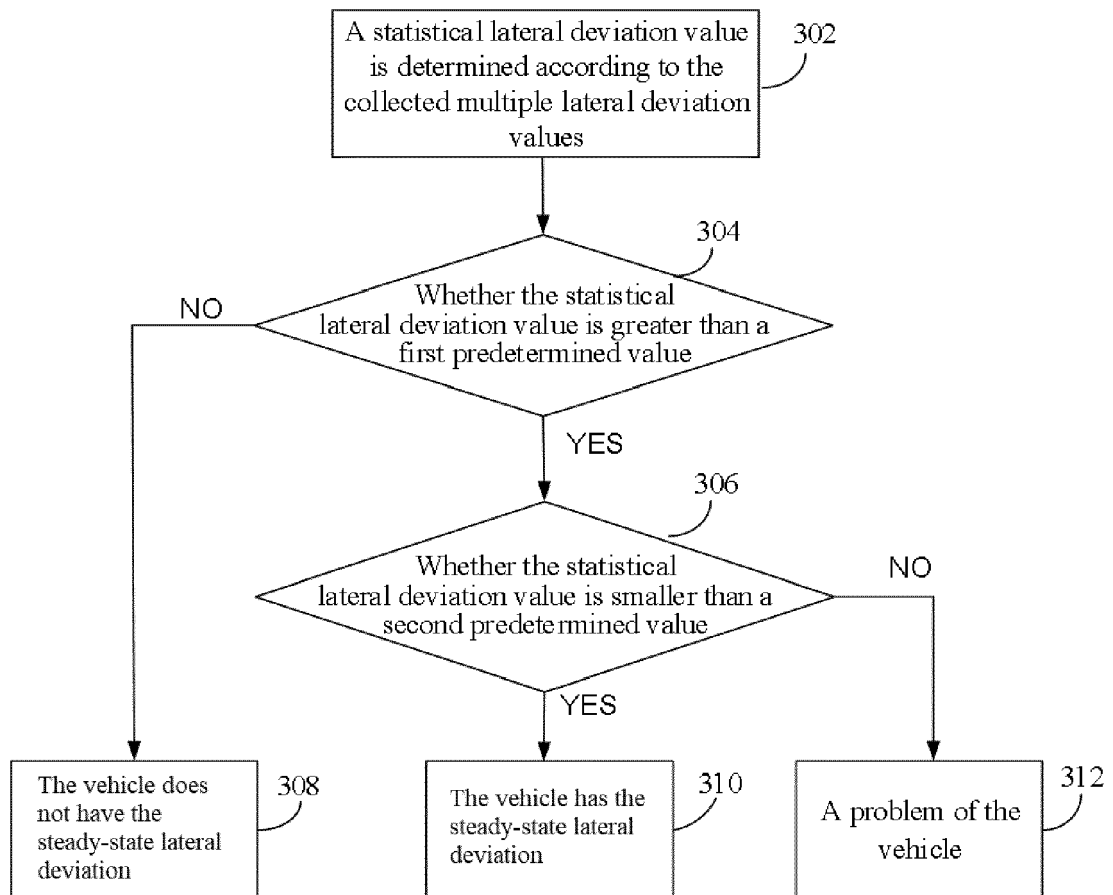 A statistical lateral deviation value
is determined according to the
collected multiple lateral deviation
values
302
304
Whether the statistical
lateral deviation value is greater than a
first predetermined value
NO
YES
306
Whether the statistical
lateral deviation value is smaller than a
second predetermined value
NO
YES
The vehicle does
not have the
steady-state lateral
deviation
308
The vehicle has the
steady-state lateral
deviation
310
A problem of the
vehicle
312